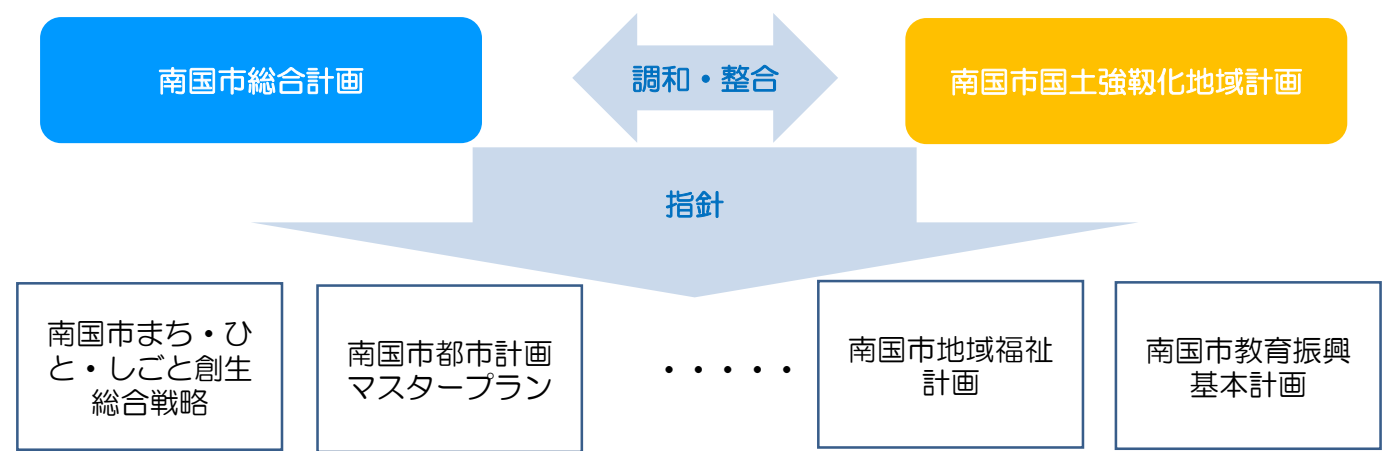 南国市総合計画
調和・整合
南国市国土強靱化地域計画
指針
南国市まち・ひ
と・しごと創生
総合戦略
南国市都市計画
マスタープラン
・・・・・
南国市地域福祉
計画
南国市教育振興
基本計画